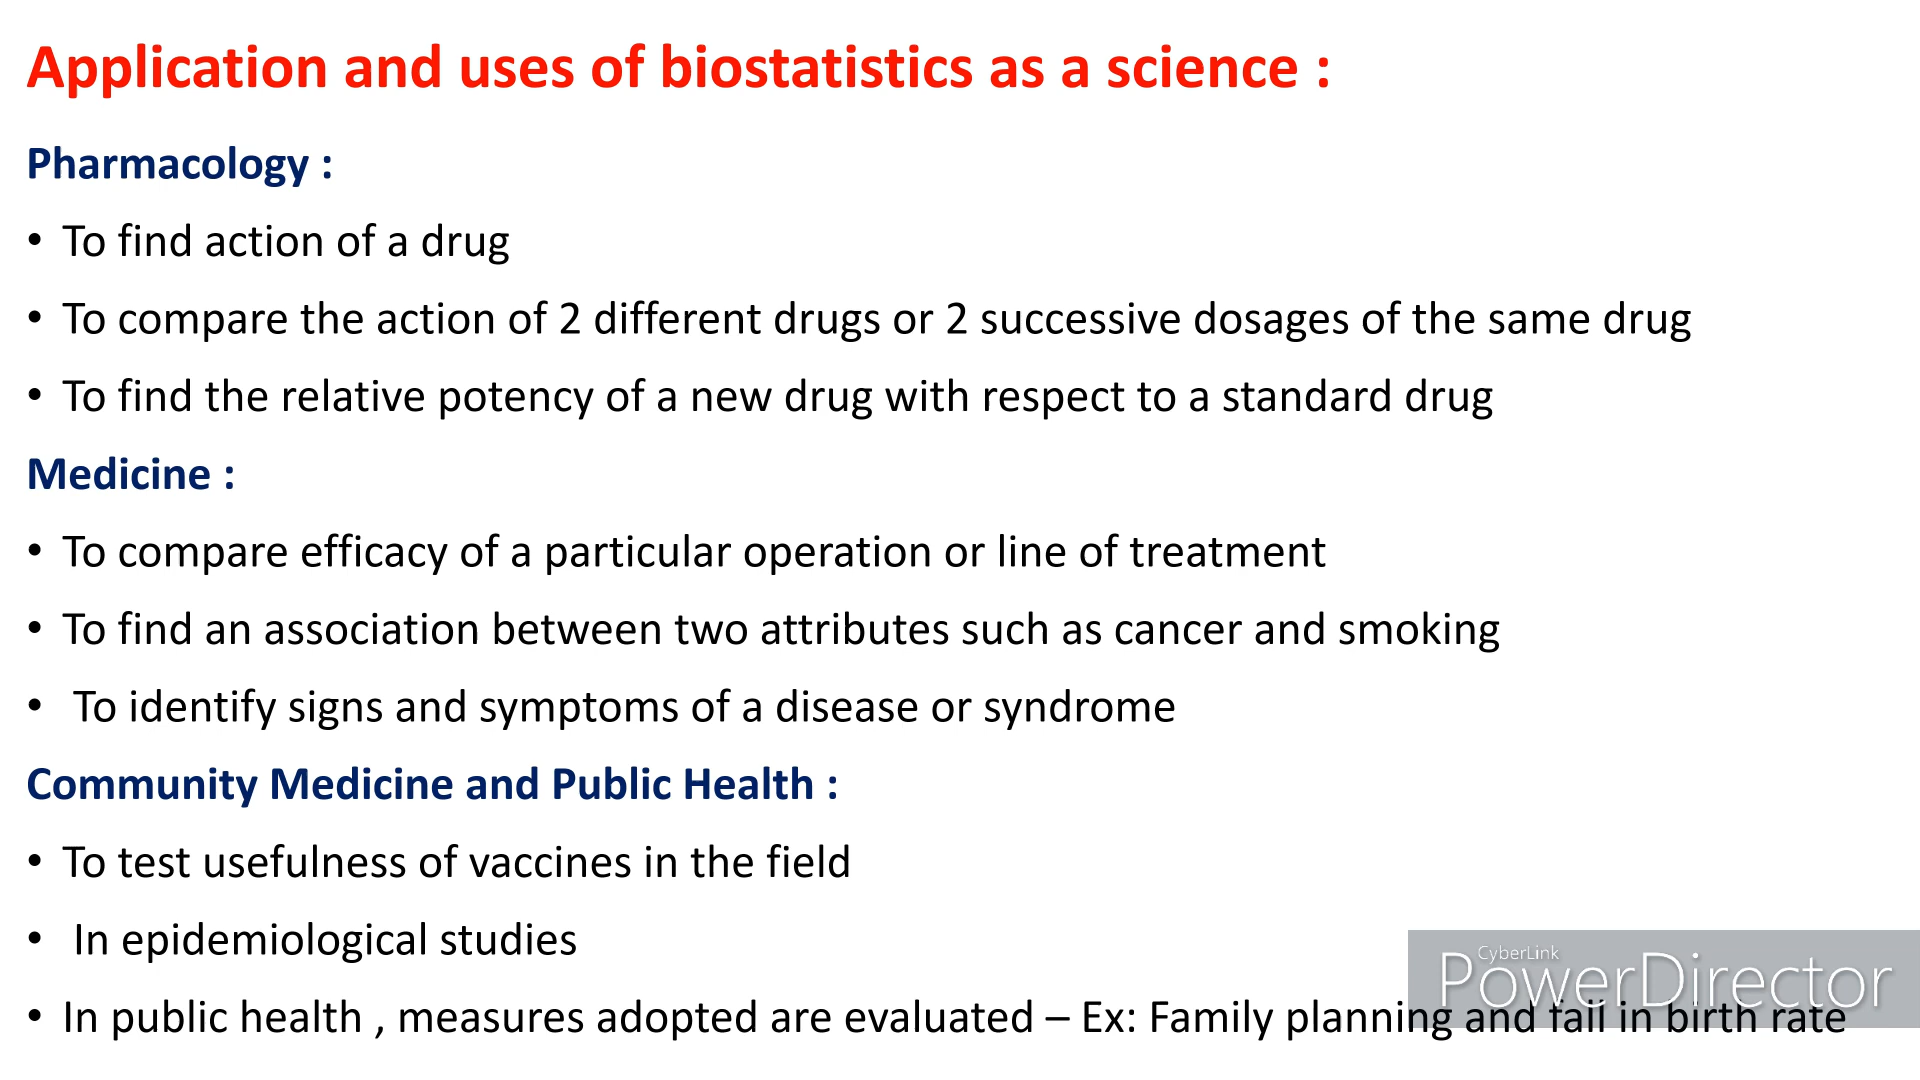 Application and uses of biostatistics as a science :
Pharmacology :
• To find action of a drug
• To compare the action of 2 different drugs or 2 successive dosages of the same drug
• To find the relative potency of a new drug with respect to a standard drug
Medicine :
• To compare efficacy of a particular operation or line of treatment
• To find an association between two attributes such as cancer and smoking
• To identify signs and symptoms of a disease or syndrome
Community Medicine and Public Health :
• To test usefulness of vaccines in the field
• In epidemiological studies
CyberLink
PowerDirector
• In public health , measures adopted are evaluated – Ex: Family planning and fall in birth rate